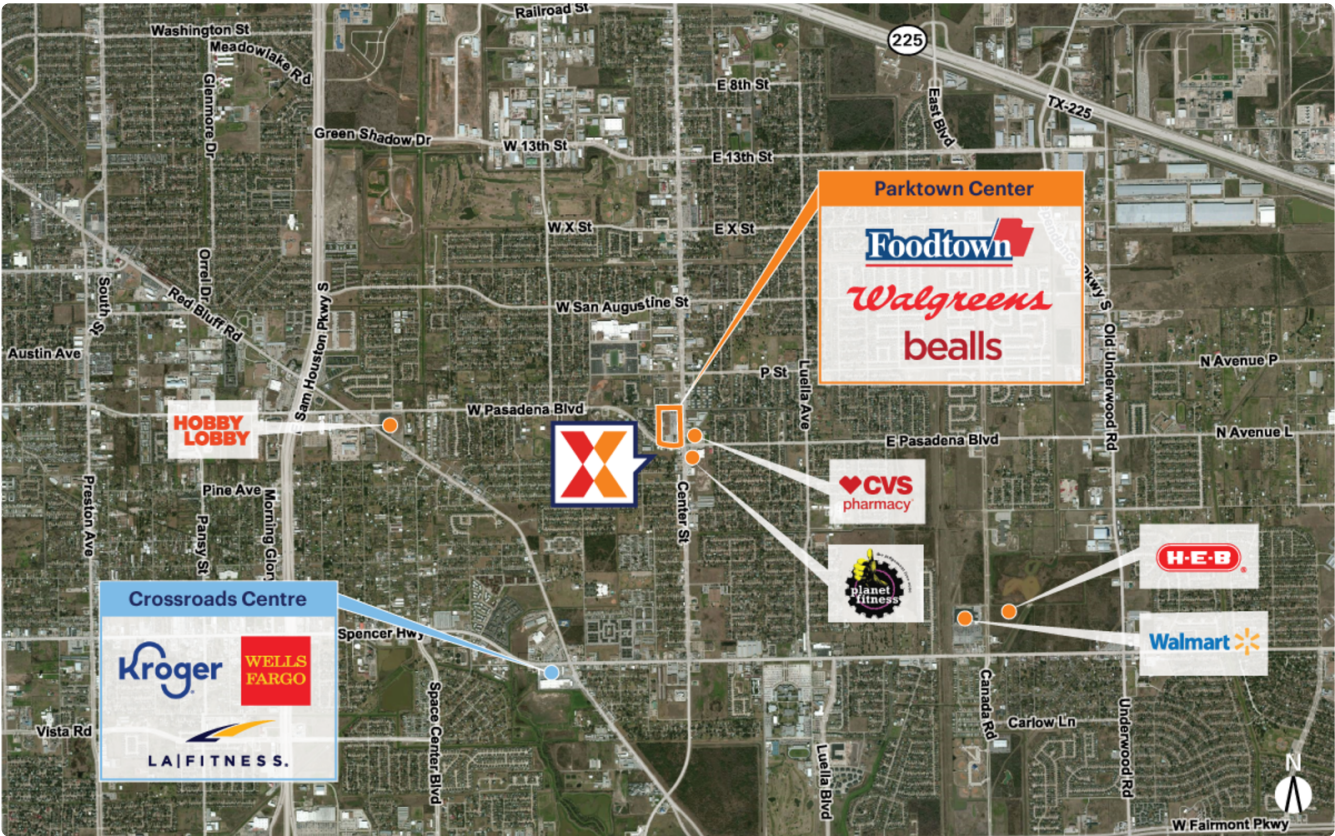 Railroad St
Washington St
Meadowlake Rd
225
Glenmore Dr
E 8th St
East Blvd
TX-225
Green Shadow Dr
W 13th St
E 13th St
Parktown Center
Foodtown
Walgreens
bealls
W X St
E X St
Orrel Dr
South St
Red Bluff Rd
Sam Houston Pkwy S
W San Augustine St
Pkwy S
Old Underwood Rd
Austin Ave
P St
Luella Ave
N Avenue P
W Pasadena Blvd
HOBBY
LOBBY
E Pasadena Blvd
N Avenue L
CVS
pharmacy
Preston Ave
Pine Ave
Pansy St
Morning Glory
Center St
planet
fitness
H-E-B
Crossroads Centre
Kroger
WELLS
FARGO
LA|FITNESS.
Spencer Hwy
Walmart
Space Center Blvd
Vista Rd
Canada Rd
Carlow Ln
Underwood Rd
Luella Blvd
N
W Fairmont Pkwy